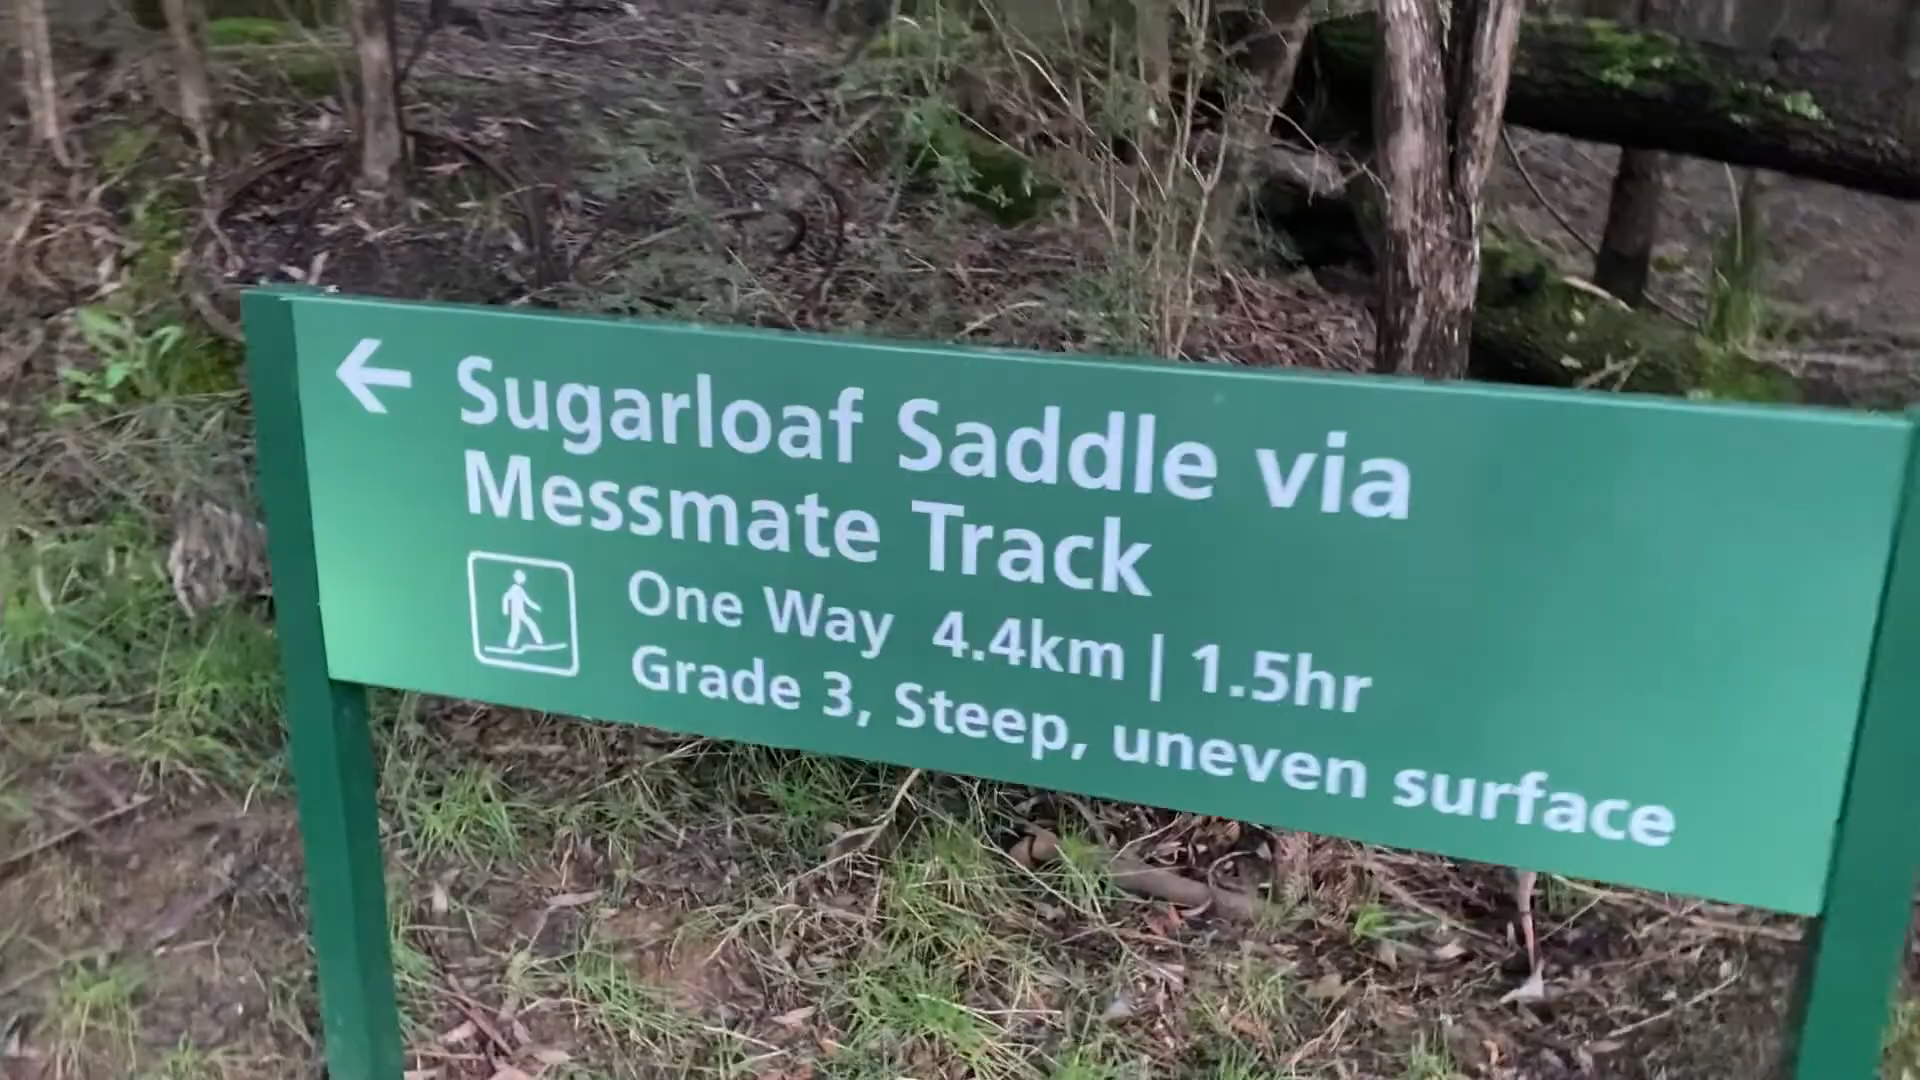 ← Sugarloaf Saddle via
Messmate Track
One Way 4.4km | 1.5hr
Grade 3, Steep, uneven surface